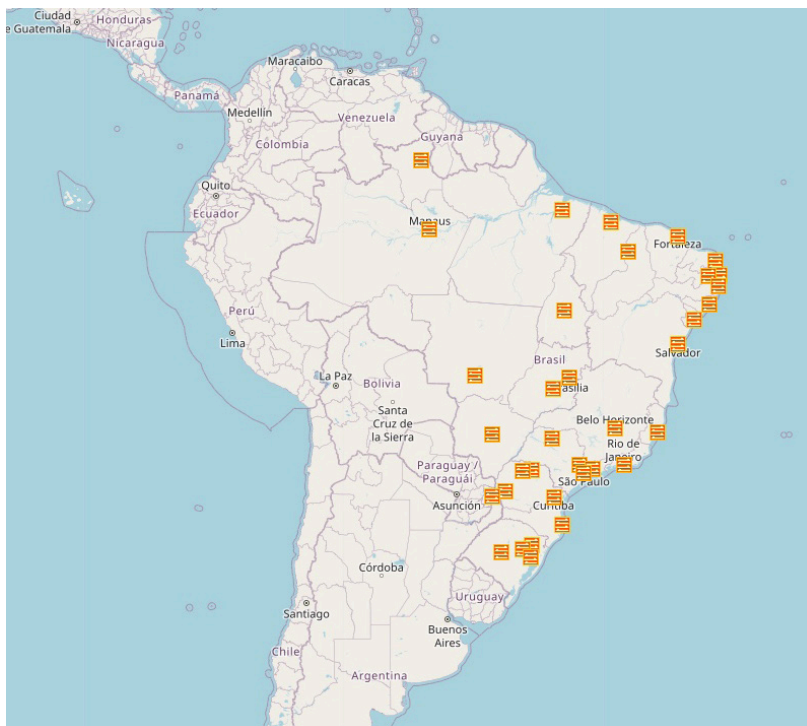 Ciudad
de Guatemala
Honduras
Nicaragua
Panamá
Maracaibo
Caracas
Medellín
Venezuela
Guyana
Colombia
Quito
Ecuador
Manaus
Fortaleza
Perú
Lima
Brasil
Salvador
La Paz
Bolivia
Santa
Cruz de
la Sierra
Belo Horizonte
Rio de
Janeiro
Paraguay /
Paraguái
São Paulo
Asunción
Curitiba
Córdoba
Uruguay
Santiago
Buenos
Aires
Chile
Argentina